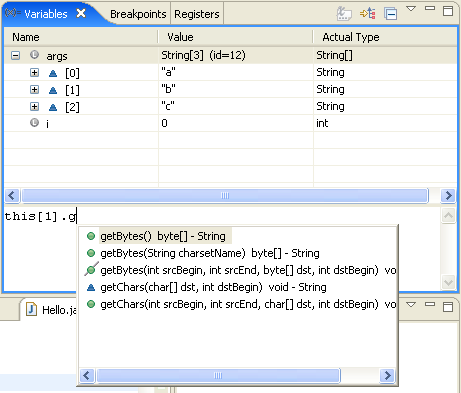 Variables Breakpoints Registers
Name Value Actual Type
args String[3] (id=12) String[]
[0] "a" String
[1] "b" String
[2] "c" String
i 0 int
this[1].g
getBytes() byte[] - String
getBytes(String charsetName) byte[] - String
getBytes(int srcBegin, int srcEnd, byte[] dst, int dstBegin) vo
getChars(char[] dst, int dstBegin) void - String
getChars(int srcBegin, int srcEnd, char[] dst, int dstBegin) vo
Hello.ja